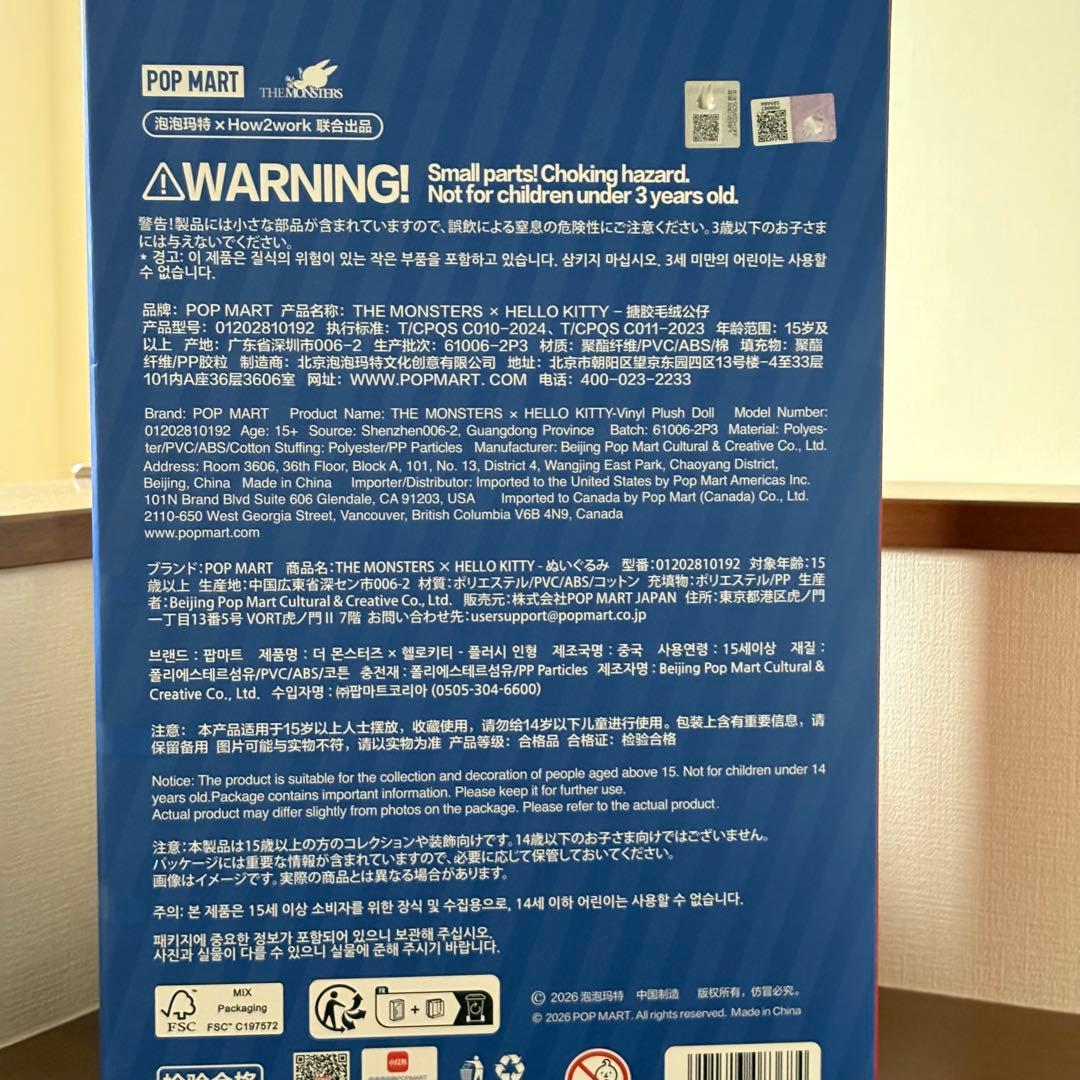 POP MART
THE MONSTERS
泡泡玛特 × How2work 联合出品
WARNING!
Small parts! Choking hazard.
Not for children under 3 years old.
警告!製品には小さな部品が含まれていますので、誤飲による窒息の危険性にご注意ください。3歳以下のお子さま
には与えないでください。
* 경고: 이 제품은 질식의 위험이 있는 작은 부품을 포함하고 있습니다. 삼키지 마십시오. 3세 미만의 어린이는 사용할
수 없습니다.
品牌：POP MART 产品名称：THE MONSTERS × HELLO KITTY – 搪胶毛绒公仔
产品型号：01202810192 执行标准：T/CPQS C010-2024、T/CPQS C011-2023 年龄范围：15岁及
以上 产地：广东省深圳市006-2 生产批次：61006-2P3 材质：聚酯纤维/PVC/ABS/棉 填充物：聚酯
纤维/PP胶粒 制造商：北京泡泡玛特文化创意有限公司 地址：北京市朝阳区望京东园四区13号楼-4至33层
101内A座36层3606室 网址：WWW.POPMART.COM 电话：400-023-2233
Brand: POP MART Product Name: THE MONSTERS × HELLO KITTY-Vinyl Plush Doll Model Number:
01202810192 Age: 15+ Source: Shenzhen006-2, Guangdong Province Batch: 61006-2P3 Material: Polyes-
ter/PVC/ABS/Cotton Stuffing: Polyester/PP Particles Manufacturer: Beijing Pop Mart Cultural & Creative Co., Ltd.
Address: Room 3606, 36th Floor, Block A, 101, No. 13, District 4, Wangjing East Park, Chaoyang District,
Beijing, China Made in China Importer/Distributor: Imported to the United States by Pop Mart Americas Inc.
101N Brand Blvd Suite 606 Glendale, CA 91203, USA Imported to Canada by Pop Mart (Canada) Co., Ltd.
2110-650 West Georgia Street, Vancouver, British Columbia V6B 4N9, Canada
www.popmart.com
ブランド：POP MART 商品名：THE MONSTERS × HELLO KITTY - ぬいぐるみ 型番：01202810192 対象年齢：15
歳以上 生産地：中国広東省深セン市006-2 材質：ポリエステル/PVC/ABS/コットン 充填物：ポリエステル/PP 生産
者：Beijing Pop Mart Cultural & Creative Co., Ltd. 販売元：株式会社POP MART JAPAN 住所：東京都港区虎ノ門
一丁目13番5号 VORT虎ノ門Ⅱ 7階 お問い合わせ先：usersupport@popmart.co.jp
브랜드 : 팝마트 제품명 : 더 몬스터즈 × 헬로키티 - 플러시 인형 제조국명 : 중국 사용연령 : 15세이상 재질 :
폴리에스테르섬유/PVC/ABS/코튼 충전재 : 폴리에스테르섬유/PP Particles 제조자명 : Beijing Pop Mart Cultural &
Creative Co., Ltd. 수입자명 : ㈜팝마트코리아 (0505-304-6600)
注意： 本产品适用于15岁以上人士摆放，收藏使用，请勿给14岁以下儿童进行使用。包装上含有重要信息，请
保留备用 图片可能与实物不符，请以实物为准 产品等级：合格品 合格证：检验合格
Notice: The product is suitable for the collection and decoration of people aged above 15. Not for children under 14
years old.Package contains important information. Please keep it for further use.
Actual product may differ slightly from photos on the package. Please refer to the actual product.
注意：本製品は15歳以上の方のコレクションや装飾向けです。14歳以下のお子さま向けではございません。
パッケージには重要な情報が含まれていますので、必要に応じて保管しておいてください。
画像はイメージです。実際の商品とは異なる場合があります。
주의: 본 제품은 15세 이상 소비자를 위한 장식 및 수집용으로, 14세 이하 어린이는 사용할 수 없습니다.
패키지에 중요한 정보가 포함되어 있으니 보관해 주십시오.
사진과 실물이 다를 수 있으니 실물에 준해 주시기 바랍니다.
FSC
MIX
Packaging
FSC™ C197572
FR
+
© 2026 泡泡玛特 中国制造 版权所有，仿冒必究。
© 2026 POP MART. All rights reserved. Made in China
检验合格
小红书